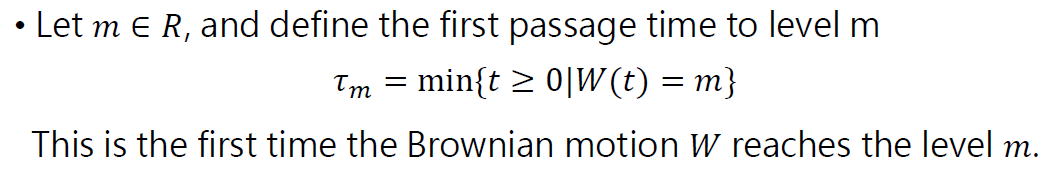 • Let 𝑚 ∈ 𝑅, and define the first passage time to level m
𝜏𝑚 = min{𝑡 ≥ 0|𝑊(𝑡) = 𝑚}
This is the first time the Brownian motion 𝑊 reaches the level 𝑚.